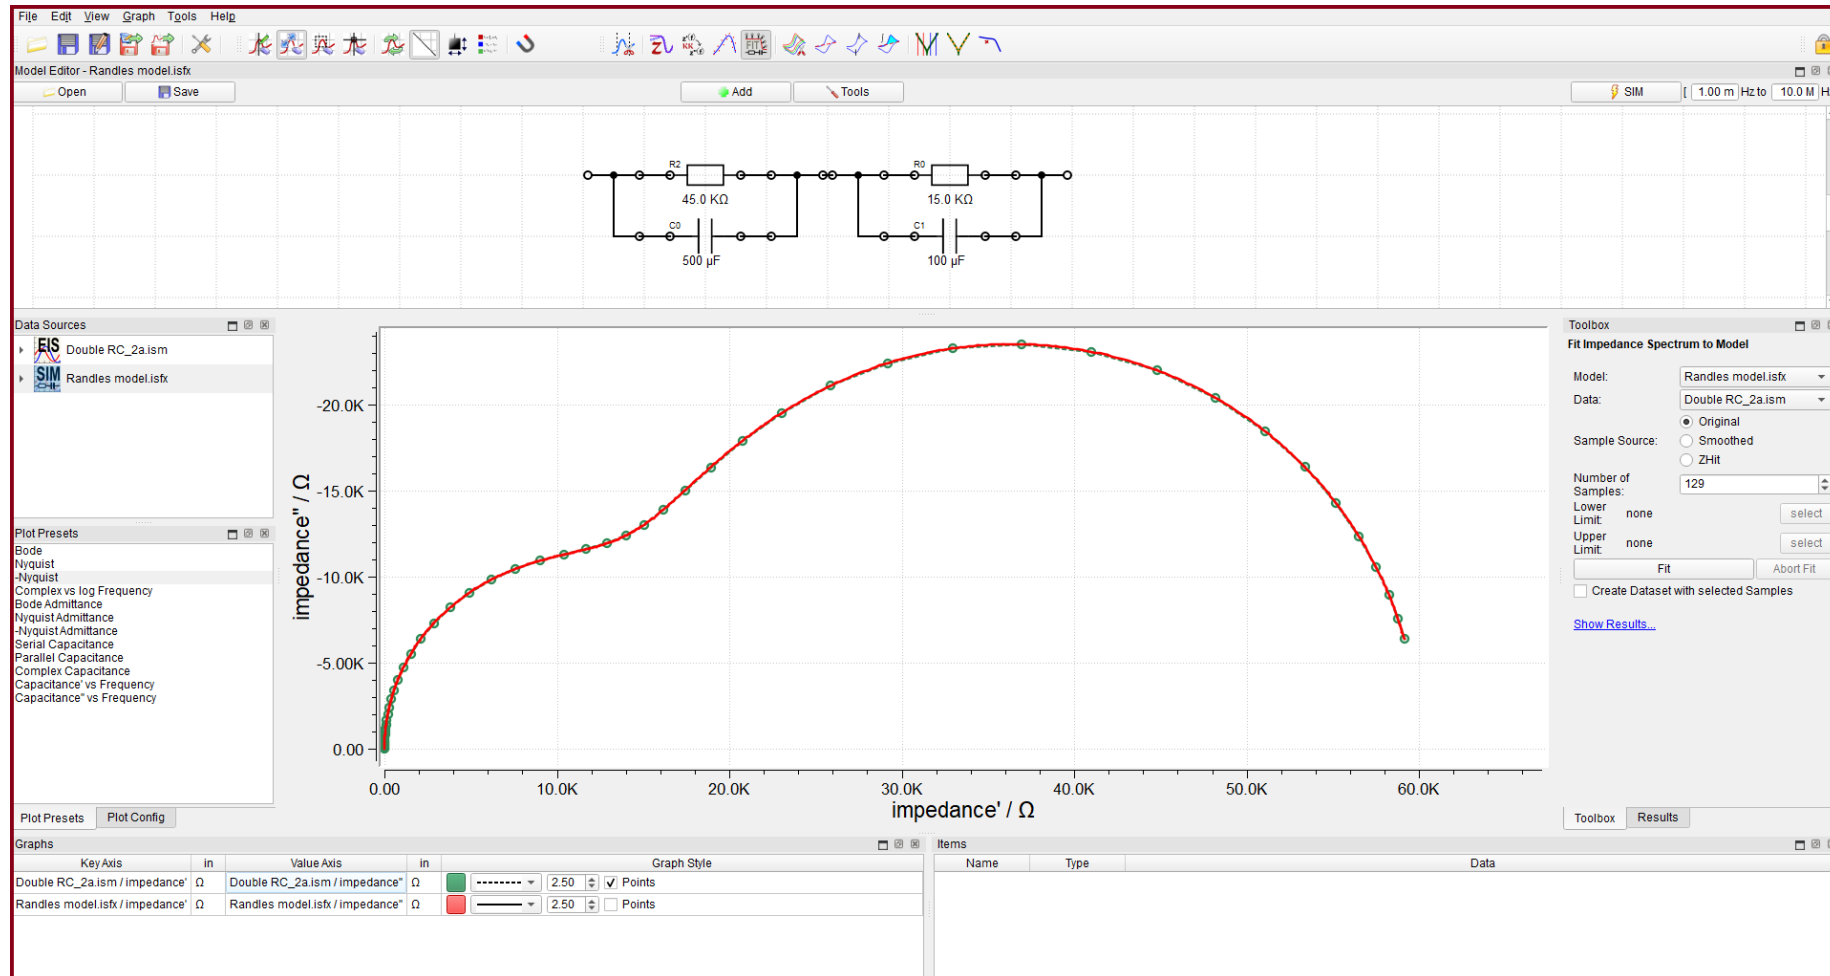 File Edit View Graph Tools Help
Model Editor - Randles model.isfx
Open Save Add Tools SIM [ 1.00 m Hz to 10.0 M H
R2 R0
45.0 KΩ 15.0 KΩ
C0 C1
500 µF 100 µF
Data Sources
EIS Double RC_2a.ism
SIM Randles model.isfx
Plot Presets
Bode
Nyquist
-Nyquist
Complex vs log Frequency
Bode Admittance
Nyquist Admittance
-Nyquist Admittance
Serial Capacitance
Parallel Capacitance
Complex Capacitance
Capacitance' vs Frequency
Capacitance'' vs Frequency
Plot Presets Plot Config
impedance'' / Ω
-20.0K
-15.0K
-10.0K
-5.00K
0.00
0.00 10.0K 20.0K 30.0K 40.0K 50.0K 60.0K
impedance' / Ω
Toolbox
Fit Impedance Spectrum to Model
Model: Randles model.isfx
Data: Double RC_2a.ism
Original
Sample Source: Smoothed
ZHit
Number of
Samples: 129
Lower
Limit: none select
Upper
Limit: none select
Fit Abort Fit
Create Dataset with selected Samples
Show Results...
Toolbox Results
Graphs
Key Axis in Value Axis in Graph Style
Double RC_2a.ism / impedance' Ω Double RC_2a.ism / impedance'' Ω 2.50 Points
Randles model.isfx / impedance' Ω Randles model.isfx / impedance'' Ω 2.50 Points
Items
Name Type Data